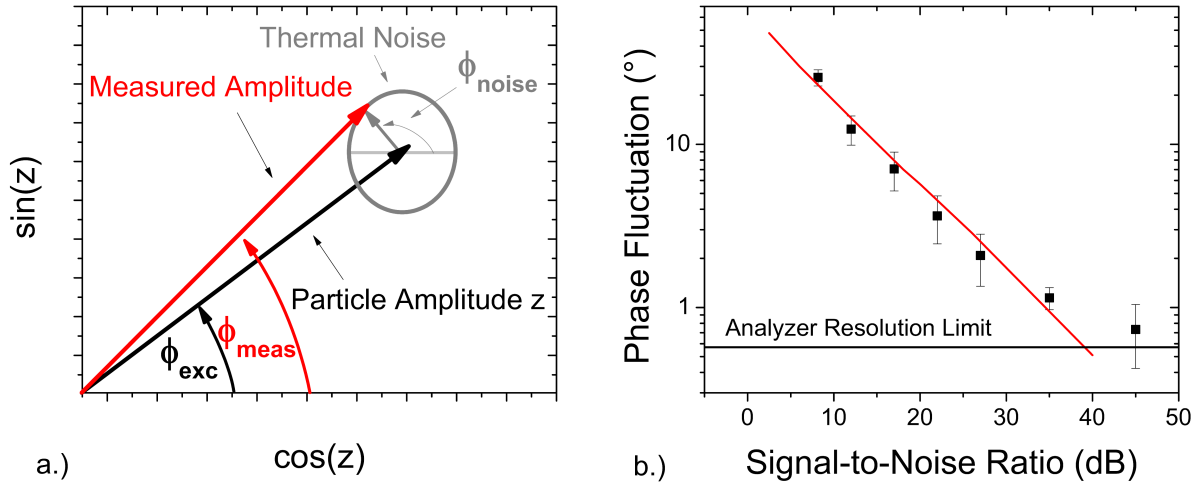 Thermal Noise
ϕnoise
Measured Amplitude
sin(z)
Particle Amplitude z
ϕmeas
ϕexc
cos(z)
a.)
Phase Fluctuation (°)
10
1
Analyzer Resolution Limit
0 10 20 30 40 50
Signal-to-Noise Ratio (dB)
b.)